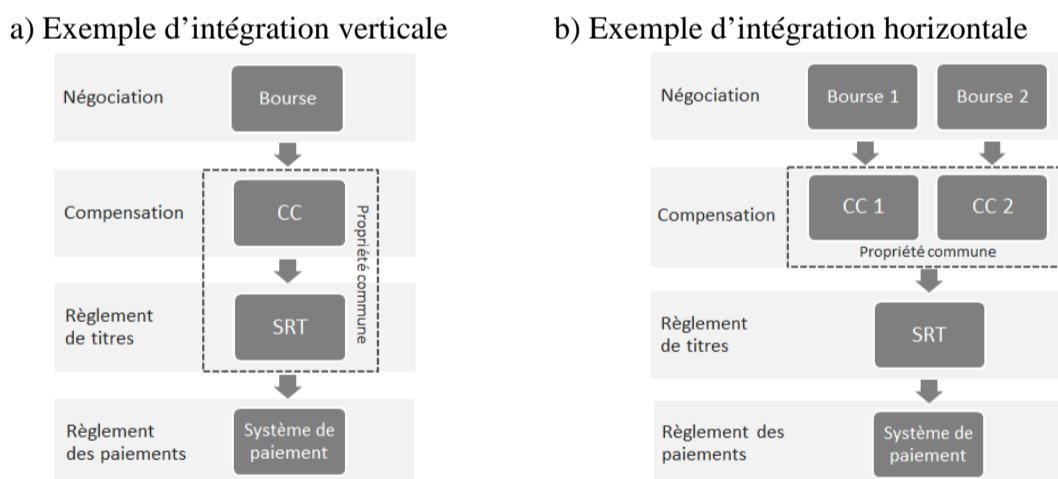 a) Exemple d’intégration verticale
Négociation
Bourse
Compensation
CC
Propriété commune
Règlement
de titres
SRT
Règlement
des paiements
Système de
paiement
b) Exemple d’intégration horizontale
Négociation
Bourse 1
Bourse 2
Compensation
CC 1
CC 2
Propriété commune
Règlement
de titres
SRT
Règlement des
paiements
Système de
paiement